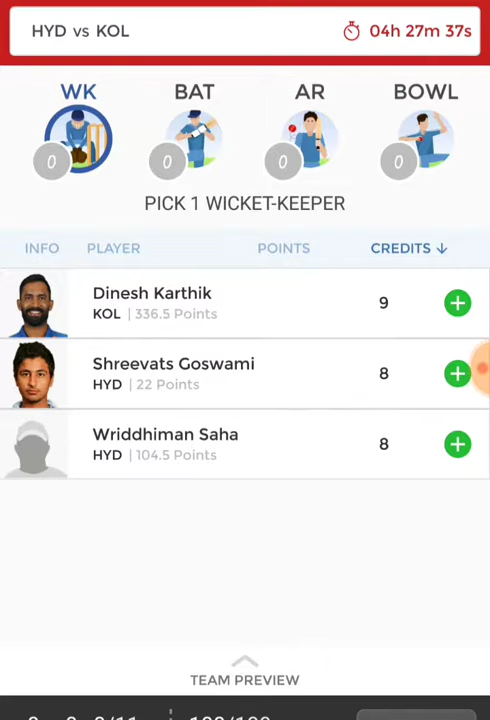 HYD vs KOL 04h 27m 37s
WK BAT AR BOWL
0 0 0 0
PICK 1 WICKET-KEEPER
INFO PLAYER POINTS CREDITS ↓
Dinesh Karthik
KOL | 336.5 Points 9
Shreevats Goswami
HYD | 22 Points 8
Wriddhiman Saha
HYD | 104.5 Points 8
TEAM PREVIEW